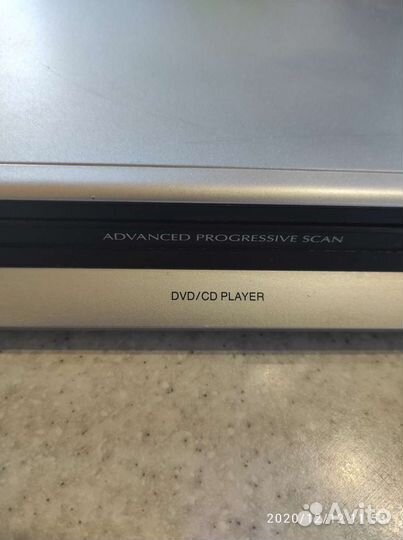 ADVANCED PROGRESSIVE SCAN
DVD/CD PLAYER
Avito